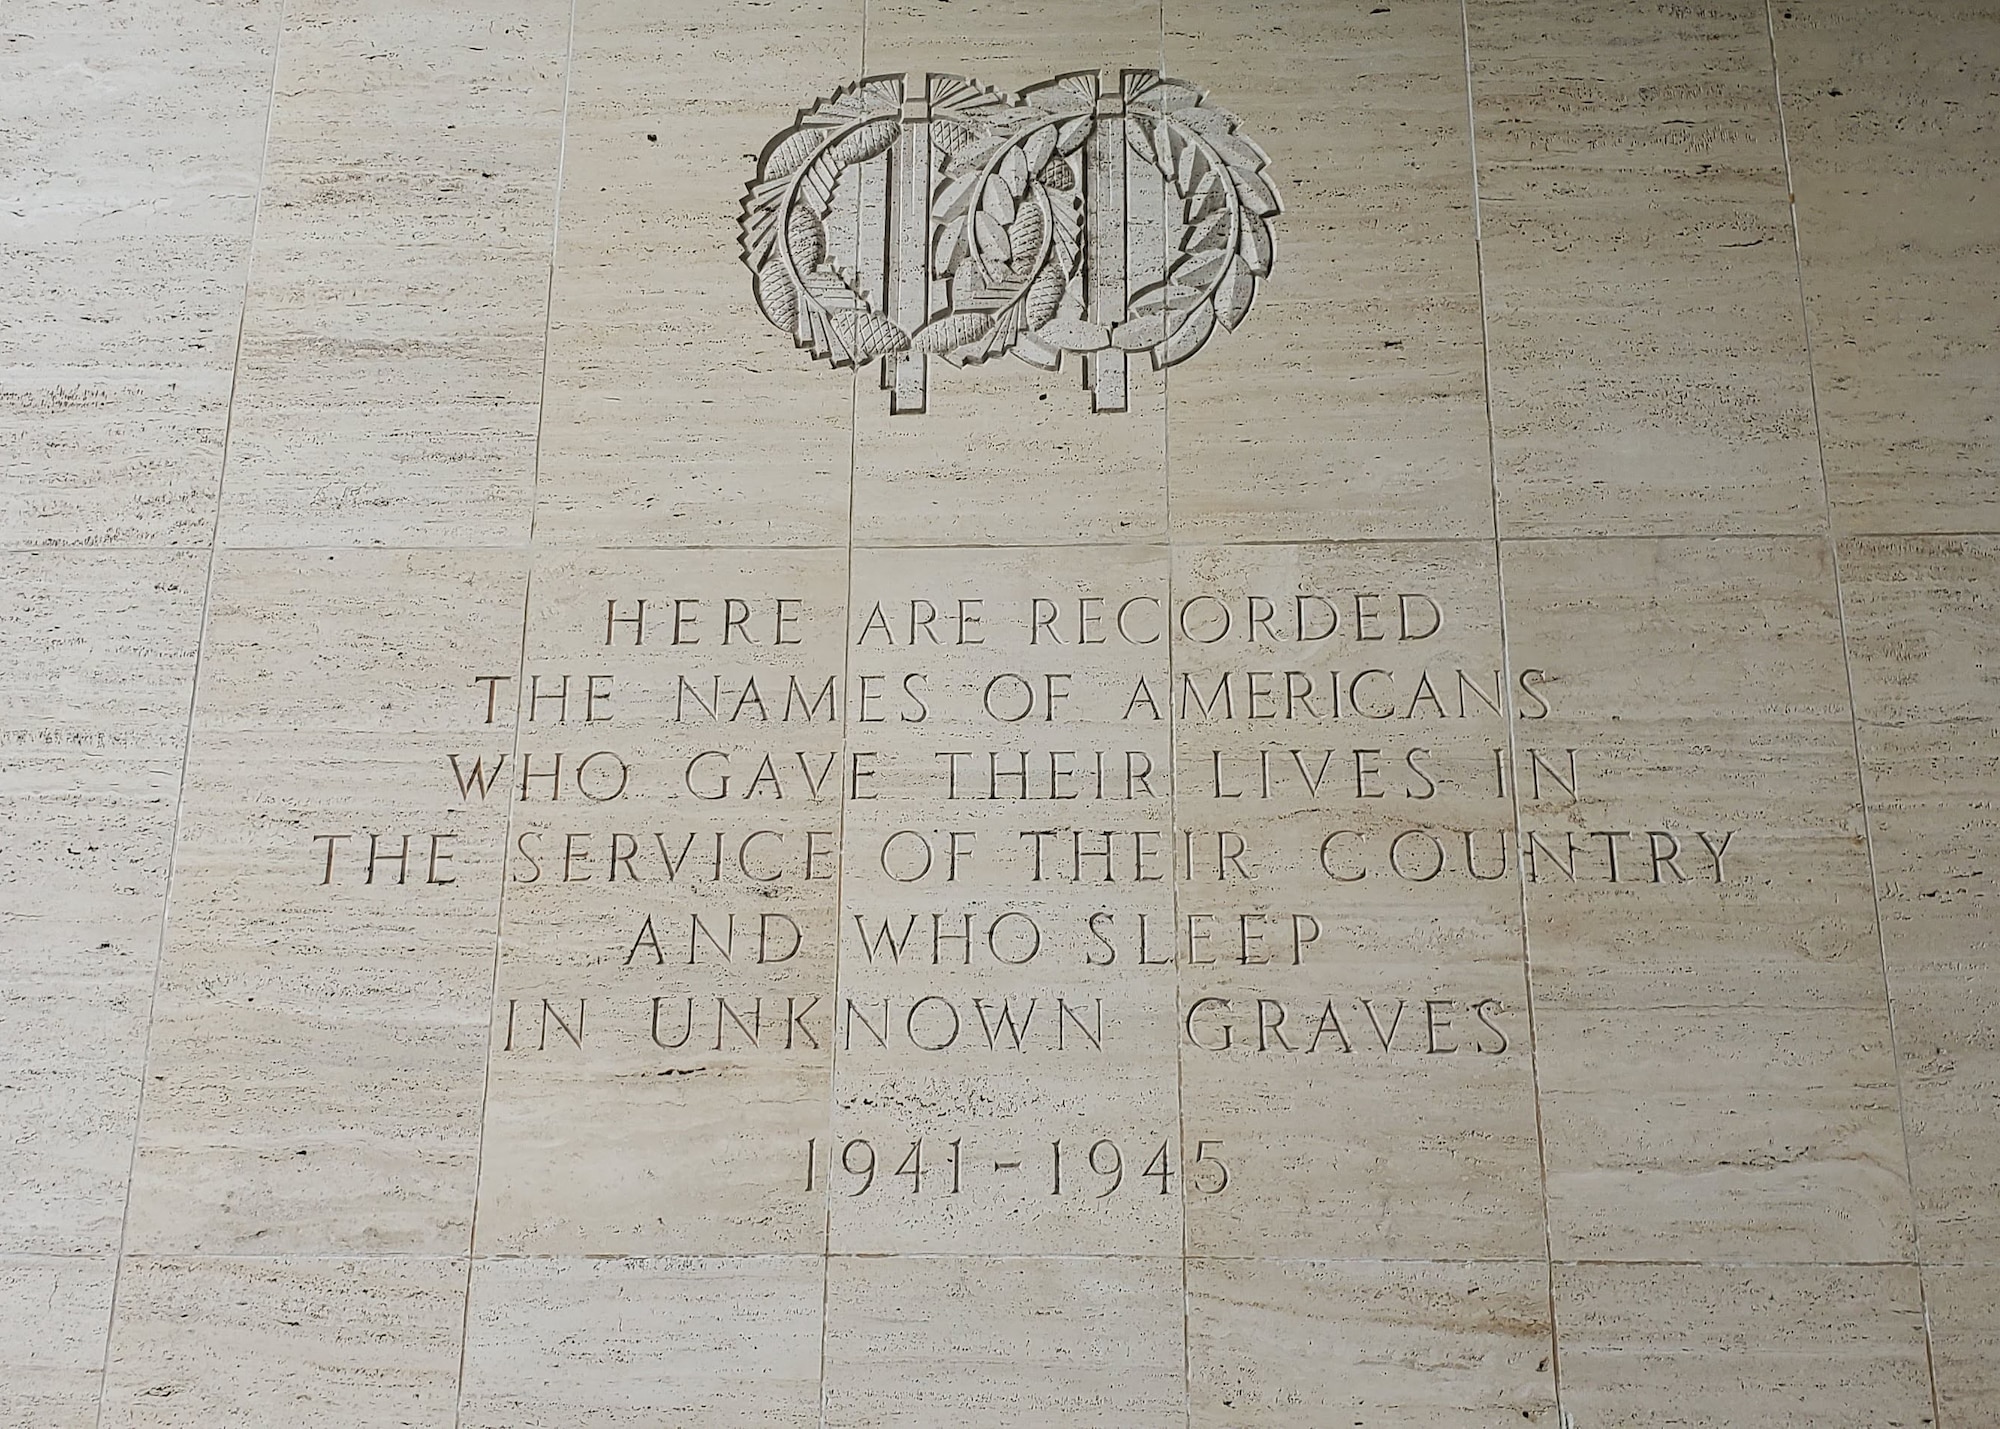 HERE ARE RECORDED
THE NAMES OF AMERICANS
WHO GAVE THEIR LIVES IN
THE SERVICE OF THEIR COUNTRY
AND WHO SLEEP
IN UNKNOWN GRAVES
1941-1945